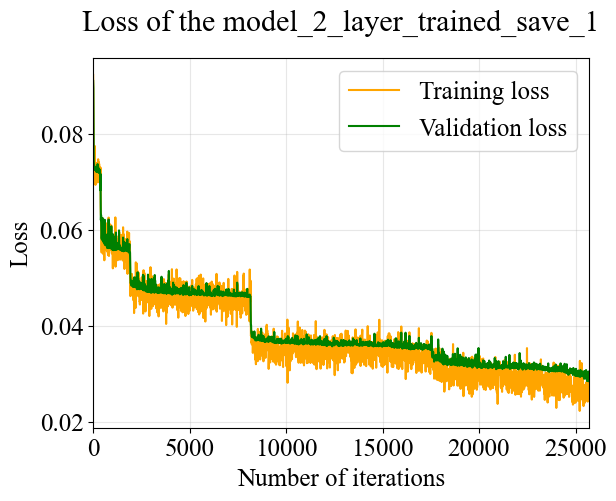 Loss of the model_2_layer_trained_save_1
Training loss
Validation loss
Loss
0.08
0.06
0.04
0.02
0
5000
10000
15000
20000
25000
Number of iterations